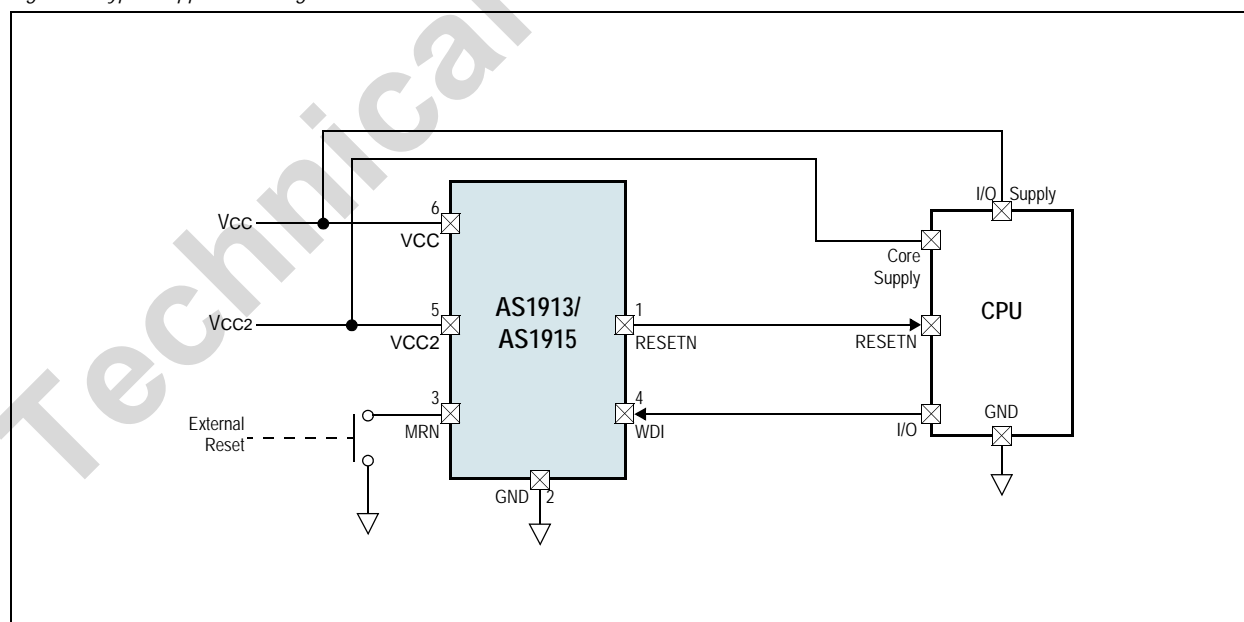 Technical
I/O Supply
6
VCC
VCC
Core
Supply
AS1913/
AS1915
CPU
5
VCC2
VCC2
1
RESETN
RESETN
3
MRN
External
Reset
4
WDI
I/O
GND
GND 2